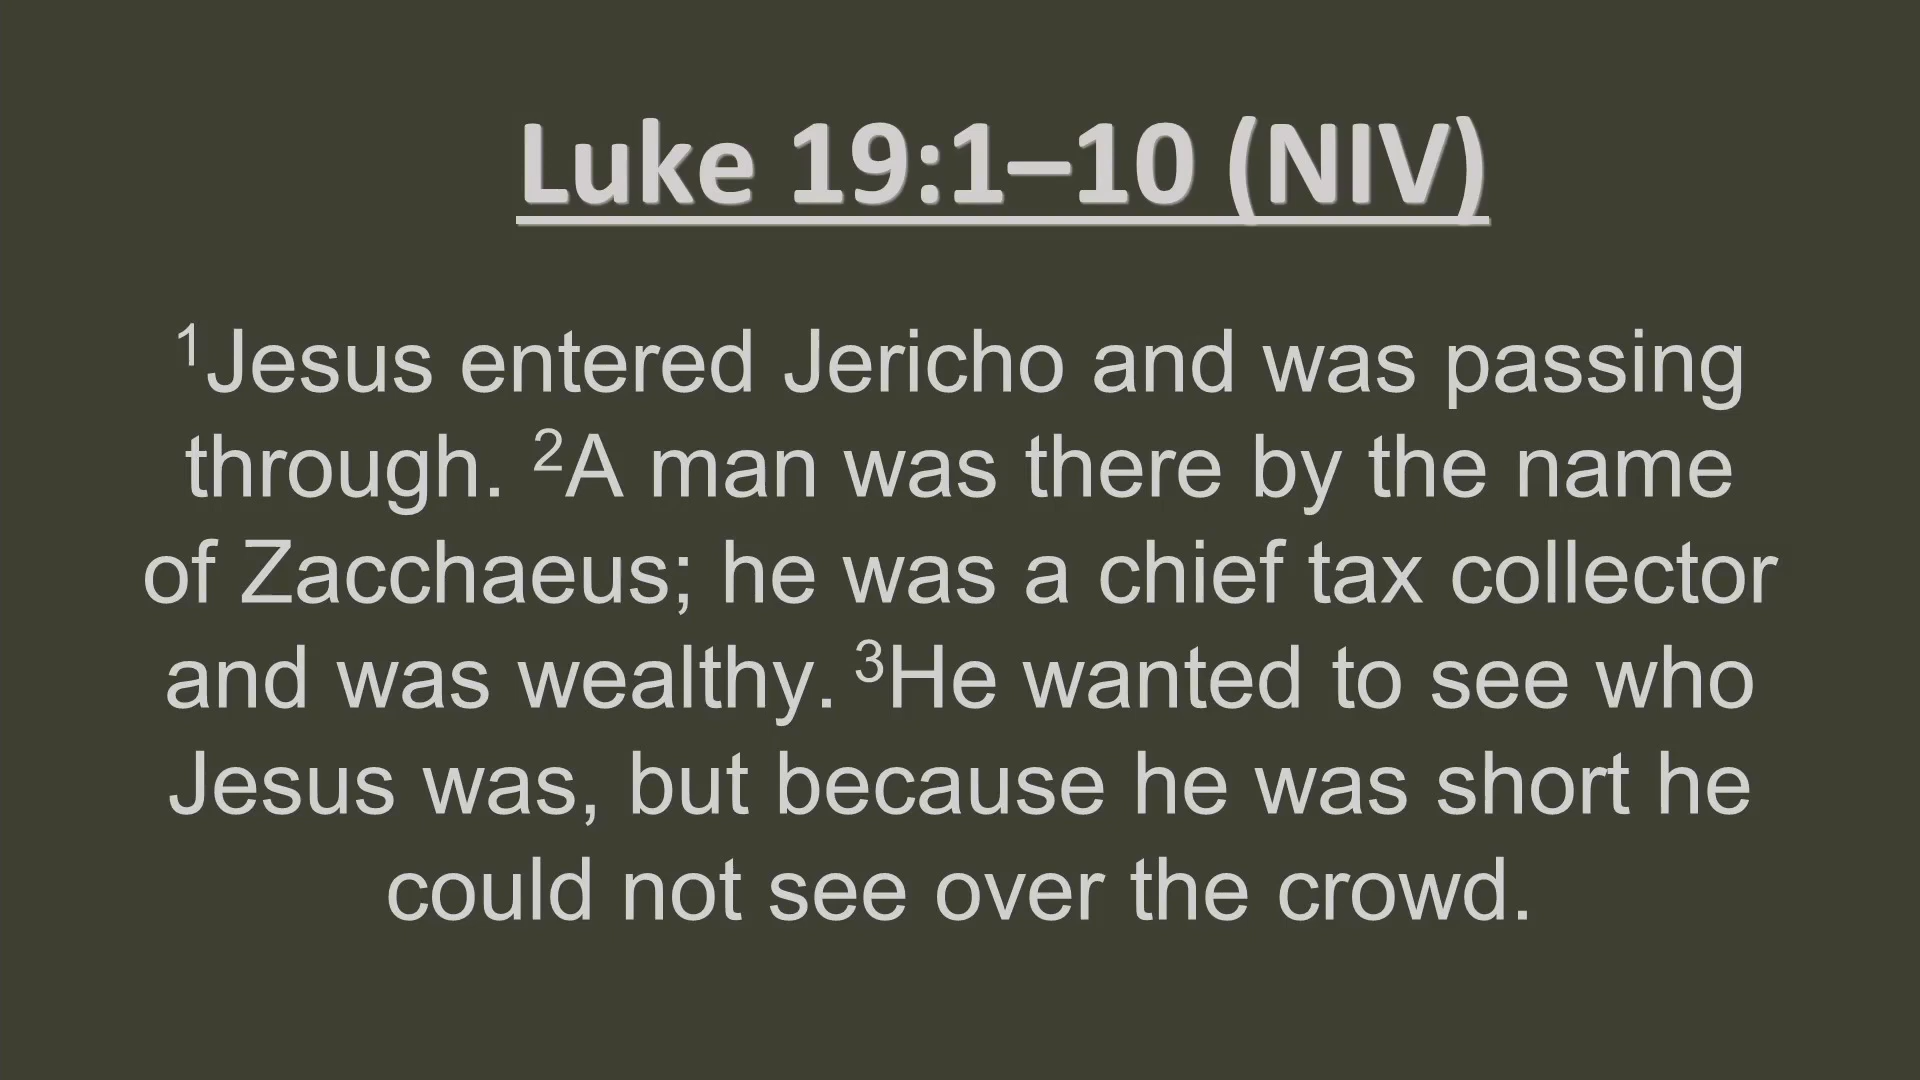 Luke 19:1–10 (NIV)
¹Jesus entered Jericho and was passing
through. ²A man was there by the name
of Zacchaeus; he was a chief tax collector
and was wealthy. ³He wanted to see who
Jesus was, but because he was short he
could not see over the crowd.